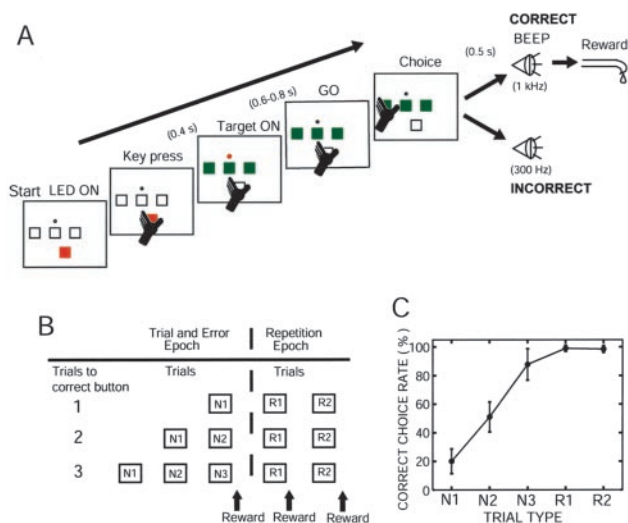 A
CORRECT
BEEP
Reward
(0.5 s)
Choice
(1 kHz)
GO
(0.6-0.8 s)
Target ON
(0.4 s)
(300 Hz)
INCORRECT
Key press
Start LED ON
B
Trial and Error
Epoch
Repetition
Epoch
Trials to
correct button
Trials
Trials
1
N1
R1
R2
2
N1
N2
R1
R2
3
N1
N2
N3
R1
R2
Reward
Reward
Reward
C
CORRECT CHOICE RATE (%)
100
80
60
40
20
0
N1
N2
N3
R1
R2
TRIAL TYPE